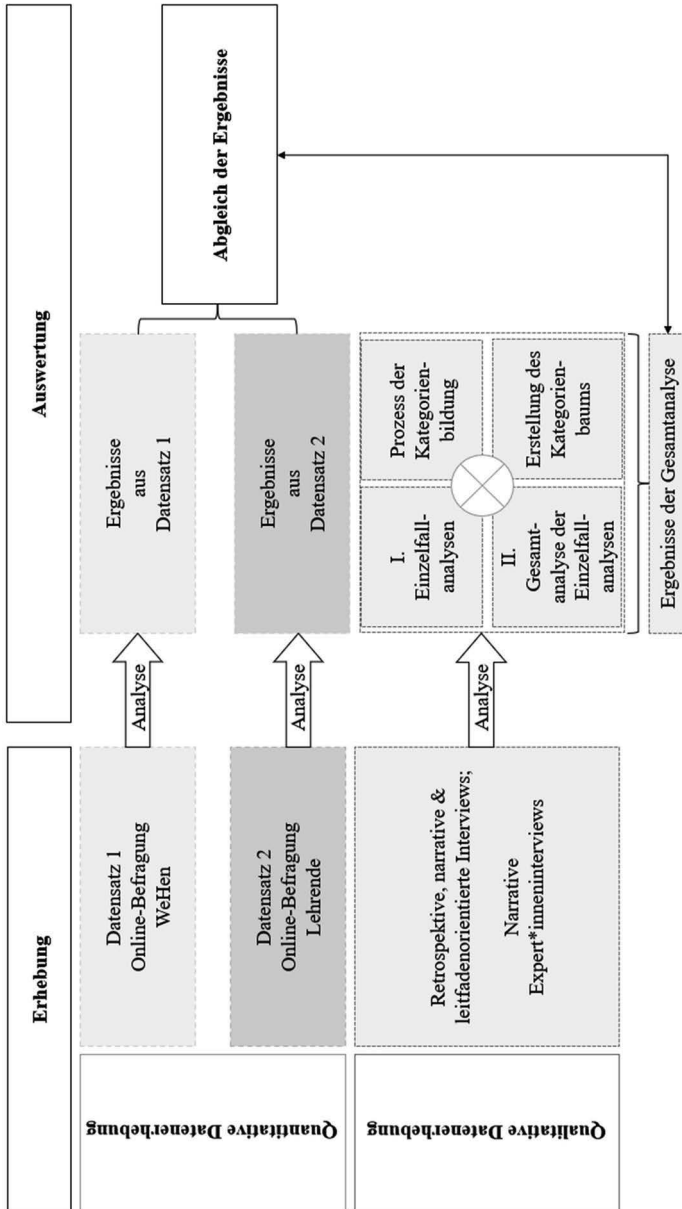 Erhebung
Auswertung
Quantitative Datenerhebung
Datensatz 1
Online-Befragung
WeHen
Analyse
Ergebnisse
aus
Datensatz 1
Datensatz 2
Online-Befragung
Lehrende
Analyse
Ergebnisse
aus
Datensatz 2
Abgleich der Ergebnisse
Qualitative Datenerhebung
Retrospektive, narrative &
leitfadenorientierte Interviews;
Narrative
Expert*inneninterviews
Analyse
I.
Einzelfall-
analysen
Prozess der
Kategorien-
bildung
II.
Gesamt-
analyse der
Einzelfall-
analysen
Erstellung des
Kategorien-
baums
Ergebnisse der Gesamtanalyse